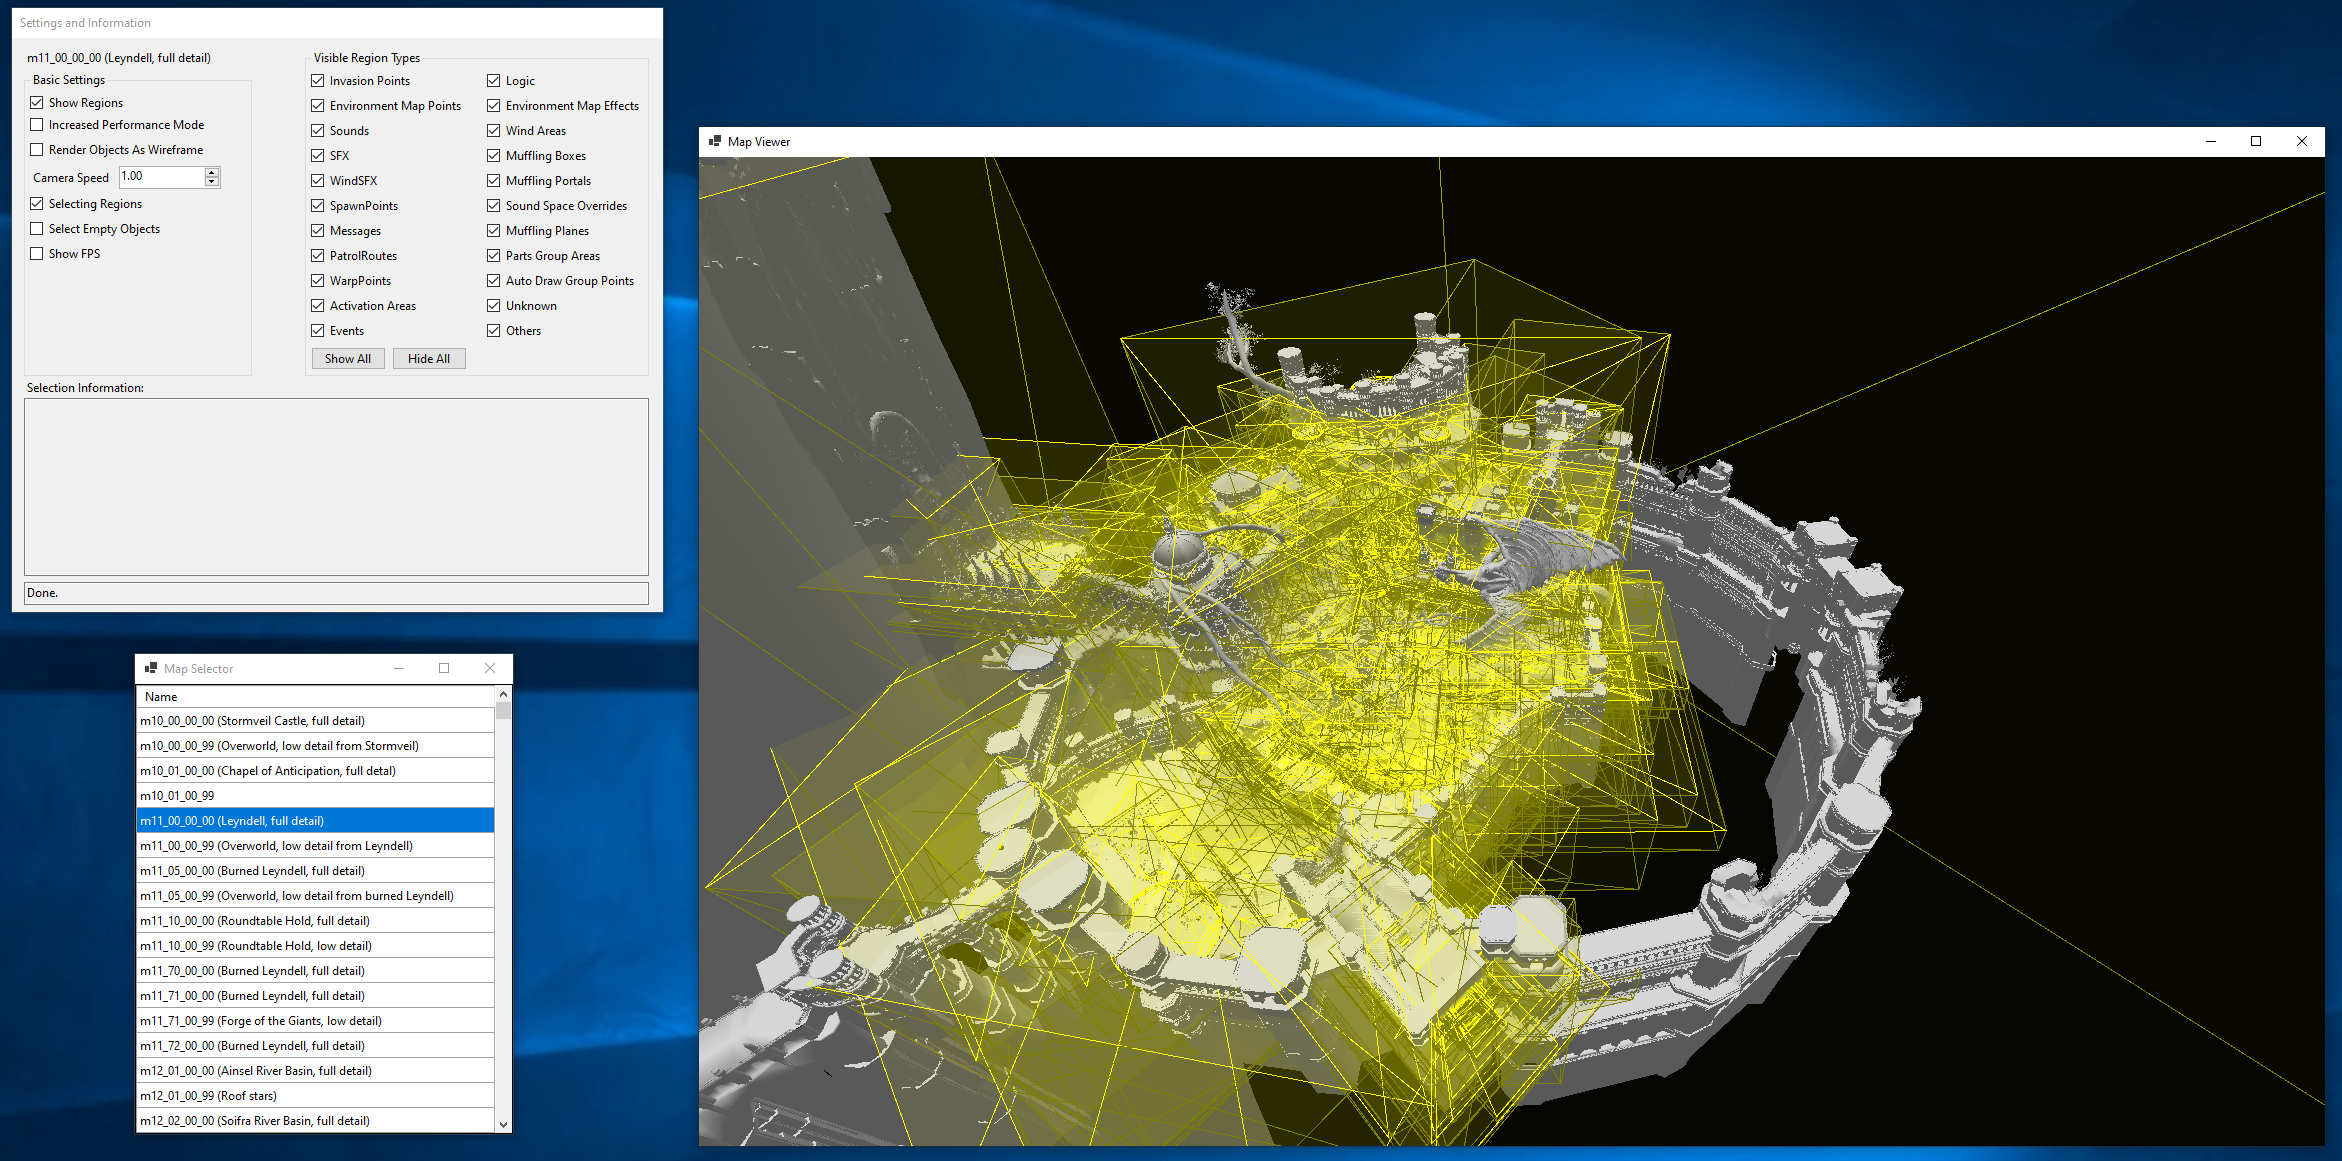 Settings and Information
m11_00_00_00 (Leyndell, full detail)
Basic Settings
Show Regions
Increased Performance Mode
Render Objects As Wireframe
Camera Speed 1.00
Selecting Regions
Select Empty Objects
Show FPS
Visible Region Types
Invasion Points
Environment Map Points
Sounds
SFX
WindSFX
SpawnPoints
Messages
PatrolRoutes
WarpPoints
Activation Areas
Events
Logic
Environment Map Effects
Wind Areas
Muffling Boxes
Muffling Portals
Sound Space Overrides
Muffling Planes
Parts Group Areas
Auto Draw Group Points
Unknown
Others
Show All
Hide All
Selection Information:
Done.
Map Selector
Name
m10_00_00_00 (Stormveil Castle, full detail)
m10_00_00_99 (Overworld, low detail from Stormveil)
m10_01_00_00 (Chapel of Anticipation, full detal)
m10_01_00_99
m11_00_00_00 (Leyndell, full detail)
m11_00_00_99 (Overworld, low detail from Leyndell)
m11_05_00_00 (Burned Leyndell, full detail)
m11_05_00_99 (Overworld, low detail from burned Leyndell)
m11_10_00_00 (Roundtable Hold, full detail)
m11_10_00_99 (Roundtable Hold, low detail)
m11_70_00_00 (Burned Leyndell, full detail)
m11_71_00_00 (Burned Leyndell, full detail)
m11_71_00_99 (Forge of the Giants, low detail)
m11_72_00_00 (Burned Leyndell, full detail)
m12_01_00_00 (Ainsel River Basin, full detail)
m12_01_00_99 (Roof stars)
m12_02_00_00 (Soifra River Basin, full detail)
Map Viewer